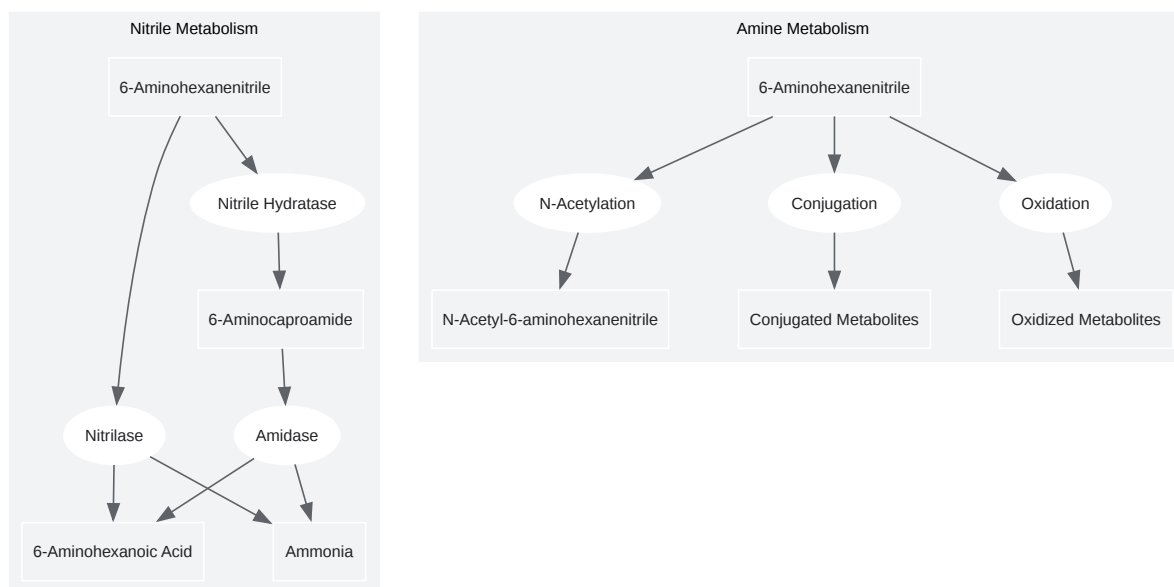 Nitrile Metabolism
6-Aminohexanenitrile
Nitrile Hydratase
6-Aminocaproamide
Nitrilase
Amidase
6-Aminohexanoic Acid
Ammonia
Amine Metabolism
6-Aminohexanenitrile
N-Acetylation
Conjugation
Oxidation
N-Acetyl-6-aminohexanenitrile
Conjugated Metabolites
Oxidized Metabolites